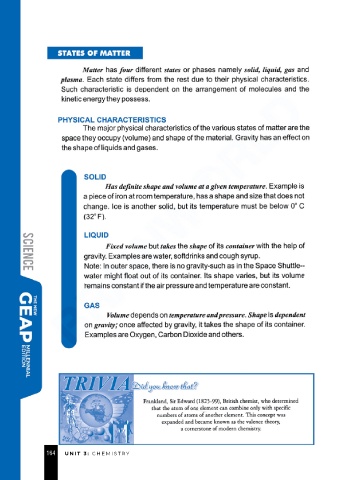 STATES OF MATTER
Matter has four different states or phases namely solid, liquid, gas and
plasma. Each state differs from the rest due to their physical characteristics.
Such characteristic is dependent on the arrangement of molecules and the
kinetic energy they possess.
PHYSICAL CHARACTERISTICS
The major physical characteristics of the various states of matter are the
space they occupy (volume) and shape of the material. Gravity has an effect on
the shape of liquids and gases.
SOLID
Has definite shape and volume at a given temperature. Example is
a piece of iron at room temperature, has a shape and size that does not
change. Ice is another solid, but its temperature must be below 0° C
(32° F).
LIQUID
Fixed volume but takes the shape of its container with the help of
gravity. Examples are water, softdrinks and cough syrup.
Note: In outer space, there is no gravity-such as in the Space Shuttle--
water might float out of its container. Its shape varies, but its volume
remains constant if the air pressure and temperature are constant.
GAS
Volume depends on temperature and pressure. Shape is dependent
on gravity; once affected by gravity, it takes the shape of its container.
Examples are Oxygen, Carbon Dioxide and others.
SCIENCE
THE NEW
GEAP
MILLENNIAL
EDITION
TRIVIA Did you know that?
Frankland, Sir Edward (1825-99), British chemist, who determined
that the atom of one element can combine only with specific
numbers of atoms of another element. This concept was
expanded and became known as the valence theory,
a cornerstone of modern chemistry.
164 UNIT 3: CHEMISTRY